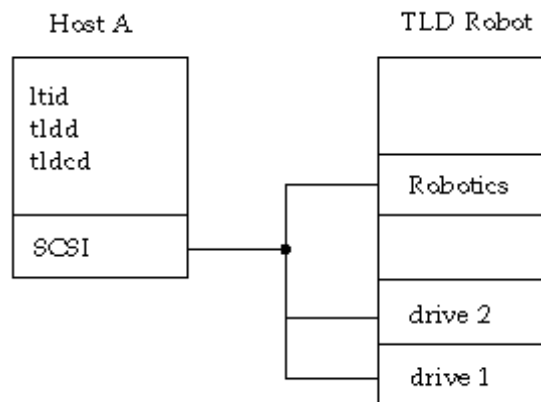 Host A
TLD Robot
ltid
tldd
tldcd
SCSI
Robotics
drive 2
drive 1